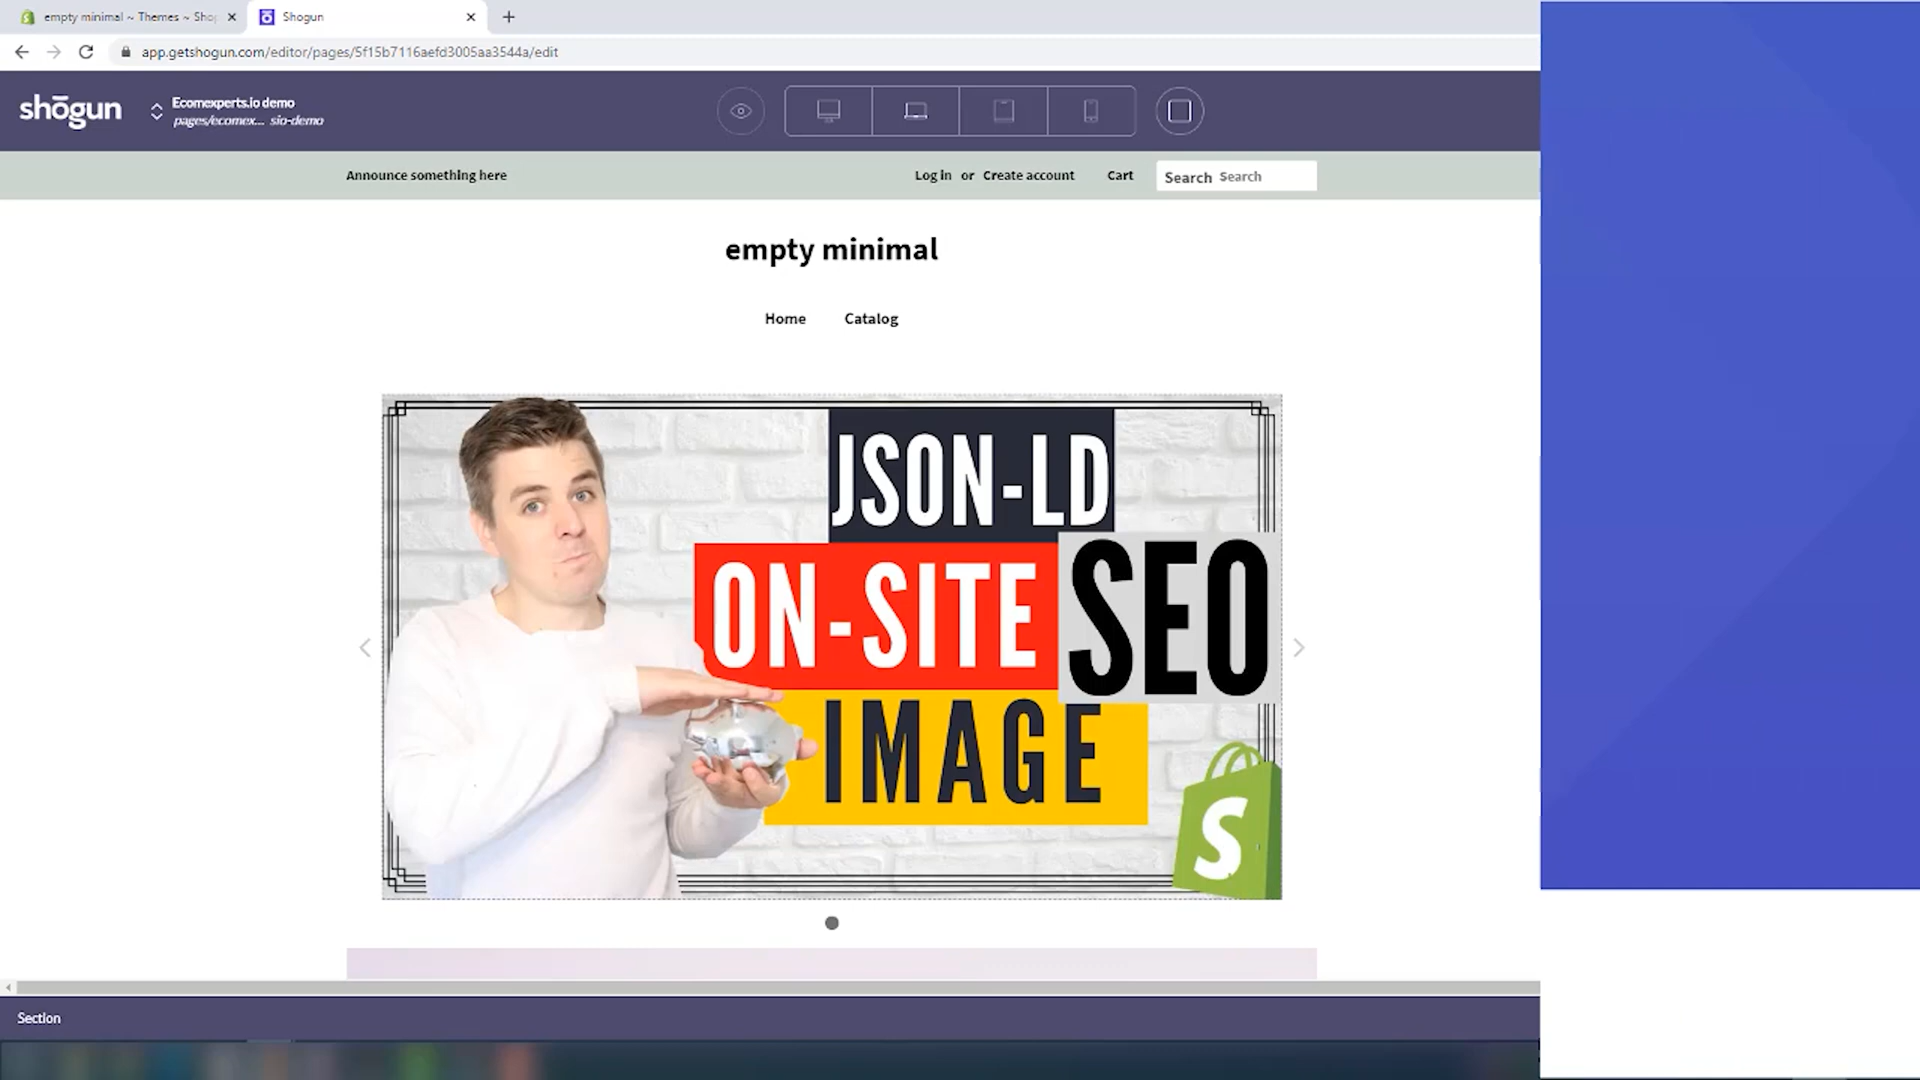 empty minimal ~ Themes ~ Shop
Shogun
app.getshogun.com/editor/pages/5f15b7116aefd3005aa3544a/edit
shōgun
Ecomexperts.io demo
pages/ecomex... sio-demo
Announce something here
Log in or Create account Cart Search Search
empty minimal
Home Catalog
JSON-LD
ON-SITE SEO
IMAGE
S
Section